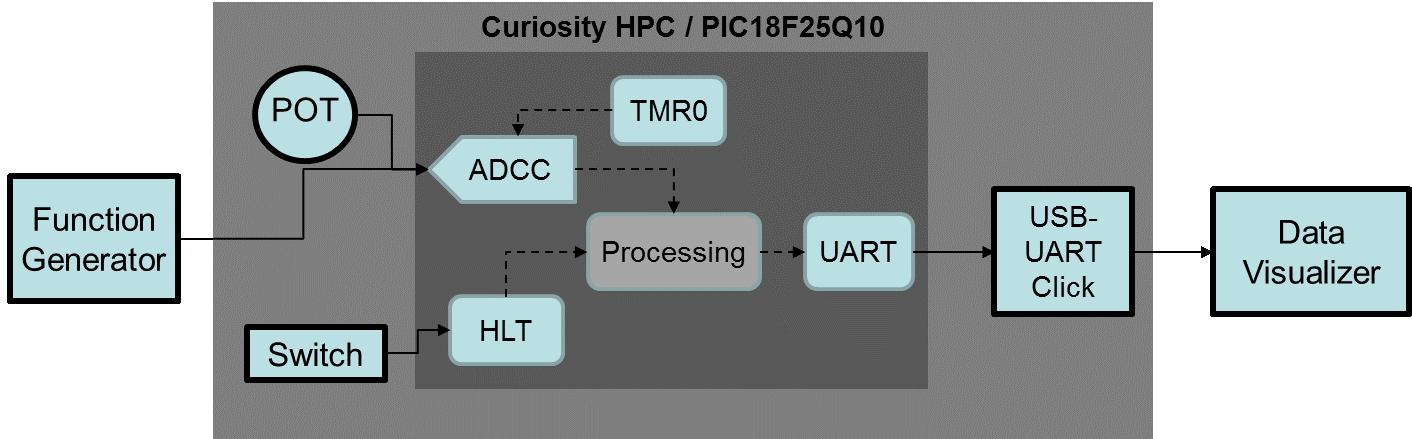 Curiosity HPC / PIC18F25Q10
POT
TMR0
ADCC
Function
Generator
Processing
UART
USB-
UART
Click
Data
Visualizer
HLT
Switch